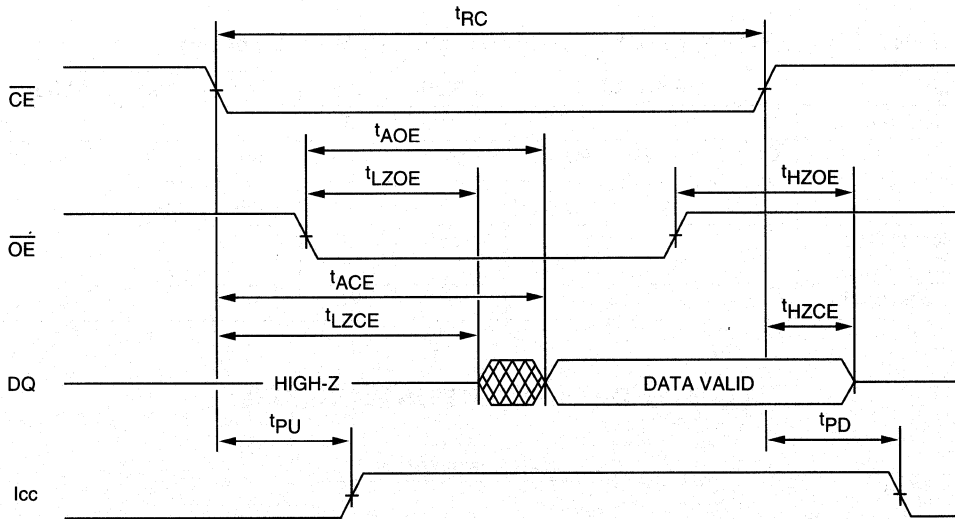 tRC
CE
tAOE
tLZOE
tHZOE
OE
tACE
tLZCE
tHZCE
DQ
HIGH-Z
DATA VALID
tPU
tPD
Icc